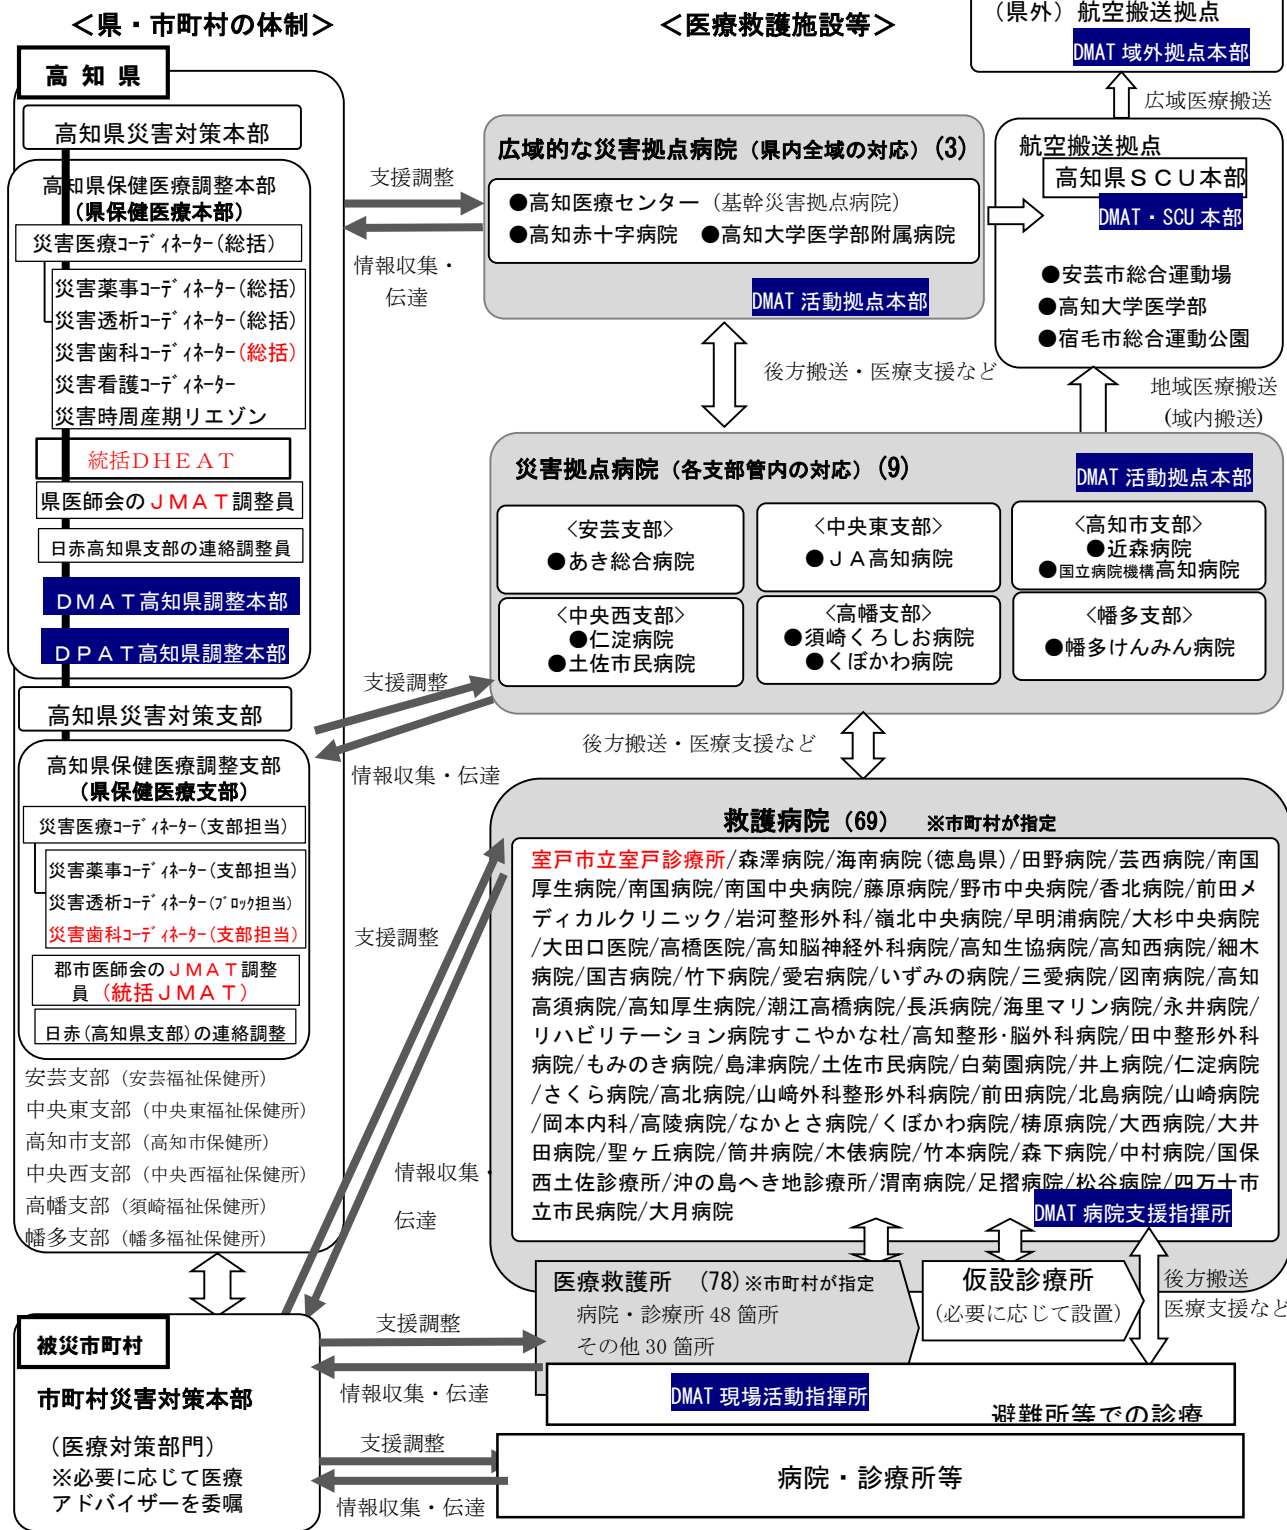 ＜県・市町村の体制＞
高 知 県
高知県災害対策本部
高知県保健医療調整本部
（県保健医療本部）
災害医療ｺｰﾃﾞｨﾈｰﾀｰ(総括)
災害薬事ｺｰﾃﾞｨﾈｰﾀｰ(総括)
災害透析ｺｰﾃﾞｨﾈｰﾀｰ(総括)
災害歯科ｺｰﾃﾞｨﾈｰﾀｰ(総括)
災害看護ｺｰﾃﾞｨﾈｰﾀｰ
災害時周産期リエゾン
統括ＤＨＥＡＴ
県医師会のＪＭＡＴ調整員
日赤高知県支部の連絡調整員
ＤＭＡＴ高知県調整本部
ＤＰＡＴ高知県調整本部
高知県災害対策支部
高知県保健医療調整支部
（県保健医療支部）
災害医療ｺｰﾃﾞｨﾈｰﾀｰ(支部担当)
災害薬事ｺｰﾃﾞｨﾈｰﾀｰ(支部担当)
災害透析ｺｰﾃﾞｨﾈｰﾀｰ(ﾌﾞﾛｯｸ担当)
災害歯科ｺｰﾃﾞｨﾈｰﾀｰ(支部担当)
郡市医師会のＪＭＡＴ調整
員（統括ＪＭＡＴ）
日赤(高知県支部)の連絡調整
安芸支部（安芸福祉保健所）
中央東支部（中央東福祉保健所）
高知市支部（高知市保健所）
中央西支部（中央西福祉保健所）
高幡支部（須崎福祉保健所）
幡多支部（幡多福祉保健所）
被災市町村
市町村災害対策本部
（医療対策部門）
※必要に応じて医療
アドバイザーを委嘱
支援調整
情報収集・
伝達
支援調整
情報収集・伝達
支援調整
情報収集・
伝達
支援調整
情報収集・伝達
支援調整
情報収集・伝達
＜医療救護施設等＞
（県外）航空搬送拠点
DMAT 域外拠点本部
広域医療搬送
航空搬送拠点
高知県ＳＣＵ本部
DMAT・SCU 本部
●安芸市総合運動場
●高知大学医学部
●宿毛市総合運動公園
地域医療搬送
(域内搬送)
広域的な災害拠点病院（県内全域の対応）(3)
●高知医療センター（基幹災害拠点病院）
●高知赤十字病院　●高知大学医学部附属病院
DMAT 活動拠点本部
後方搬送・医療支援など
災害拠点病院（各支部管内の対応）(9)
DMAT 活動拠点本部
〈安芸支部〉
●あき総合病院
〈中央東支部〉
●ＪＡ高知病院
〈高知市支部〉
●近森病院
●国立病院機構高知病院
〈中央西支部〉
●仁淀病院
●土佐市民病院
〈高幡支部〉
●須崎くろしお病院
●くぼかわ病院
〈幡多支部〉
●幡多けんみん病院
後方搬送・医療支援など
救護病院（69）　※市町村が指定
室戸市立室戸診療所/森澤病院/海南病院(徳島県)/田野病院/芸西病院/南国
厚生病院/南国病院/南国中央病院/藤原病院/野市中央病院/香北病院/前田メ
ディカルクリニック/岩河整形外科/嶺北中央病院/早明浦病院/大杉中央病院
/大田口医院/高橋医院/高知脳神経外科病院/高知生協病院/高知西病院/細木
病院/国吉病院/竹下病院/愛宕病院/いずみの病院/三愛病院/図南病院/高知
高須病院/高知厚生病院/潮江高橋病院/長浜病院/海里マリン病院/永井病院/
リハビリテーション病院すこやかな杜/高知整形･脳外科病院/田中整形外科
病院/もみのき病院/島津病院/土佐市民病院/白菊園病院/井上病院/仁淀病院
/さくら病院/高北病院/山﨑外科整形外科病院/前田病院/北島病院/山崎病院
/岡本内科/高陵病院/なかとさ病院/くぼかわ病院/梼原病院/大西病院/大井
田病院/聖ヶ丘病院/筒井病院/木俵病院/竹本病院/森下病院/中村病院/国保
西土佐診療所/沖の島へき地診療所/渭南病院/足摺病院/松谷病院/四万十市
立市民病院/大月病院
DMAT 病院支援指揮所
医療救護所 （78）※市町村が指定
病院・診療所 48 箇所
その他 30 箇所
仮設診療所
(必要に応じて設置)
後方搬送
医療支援など
DMAT 現場活動指揮所
避難所等での診療
病院・診療所等